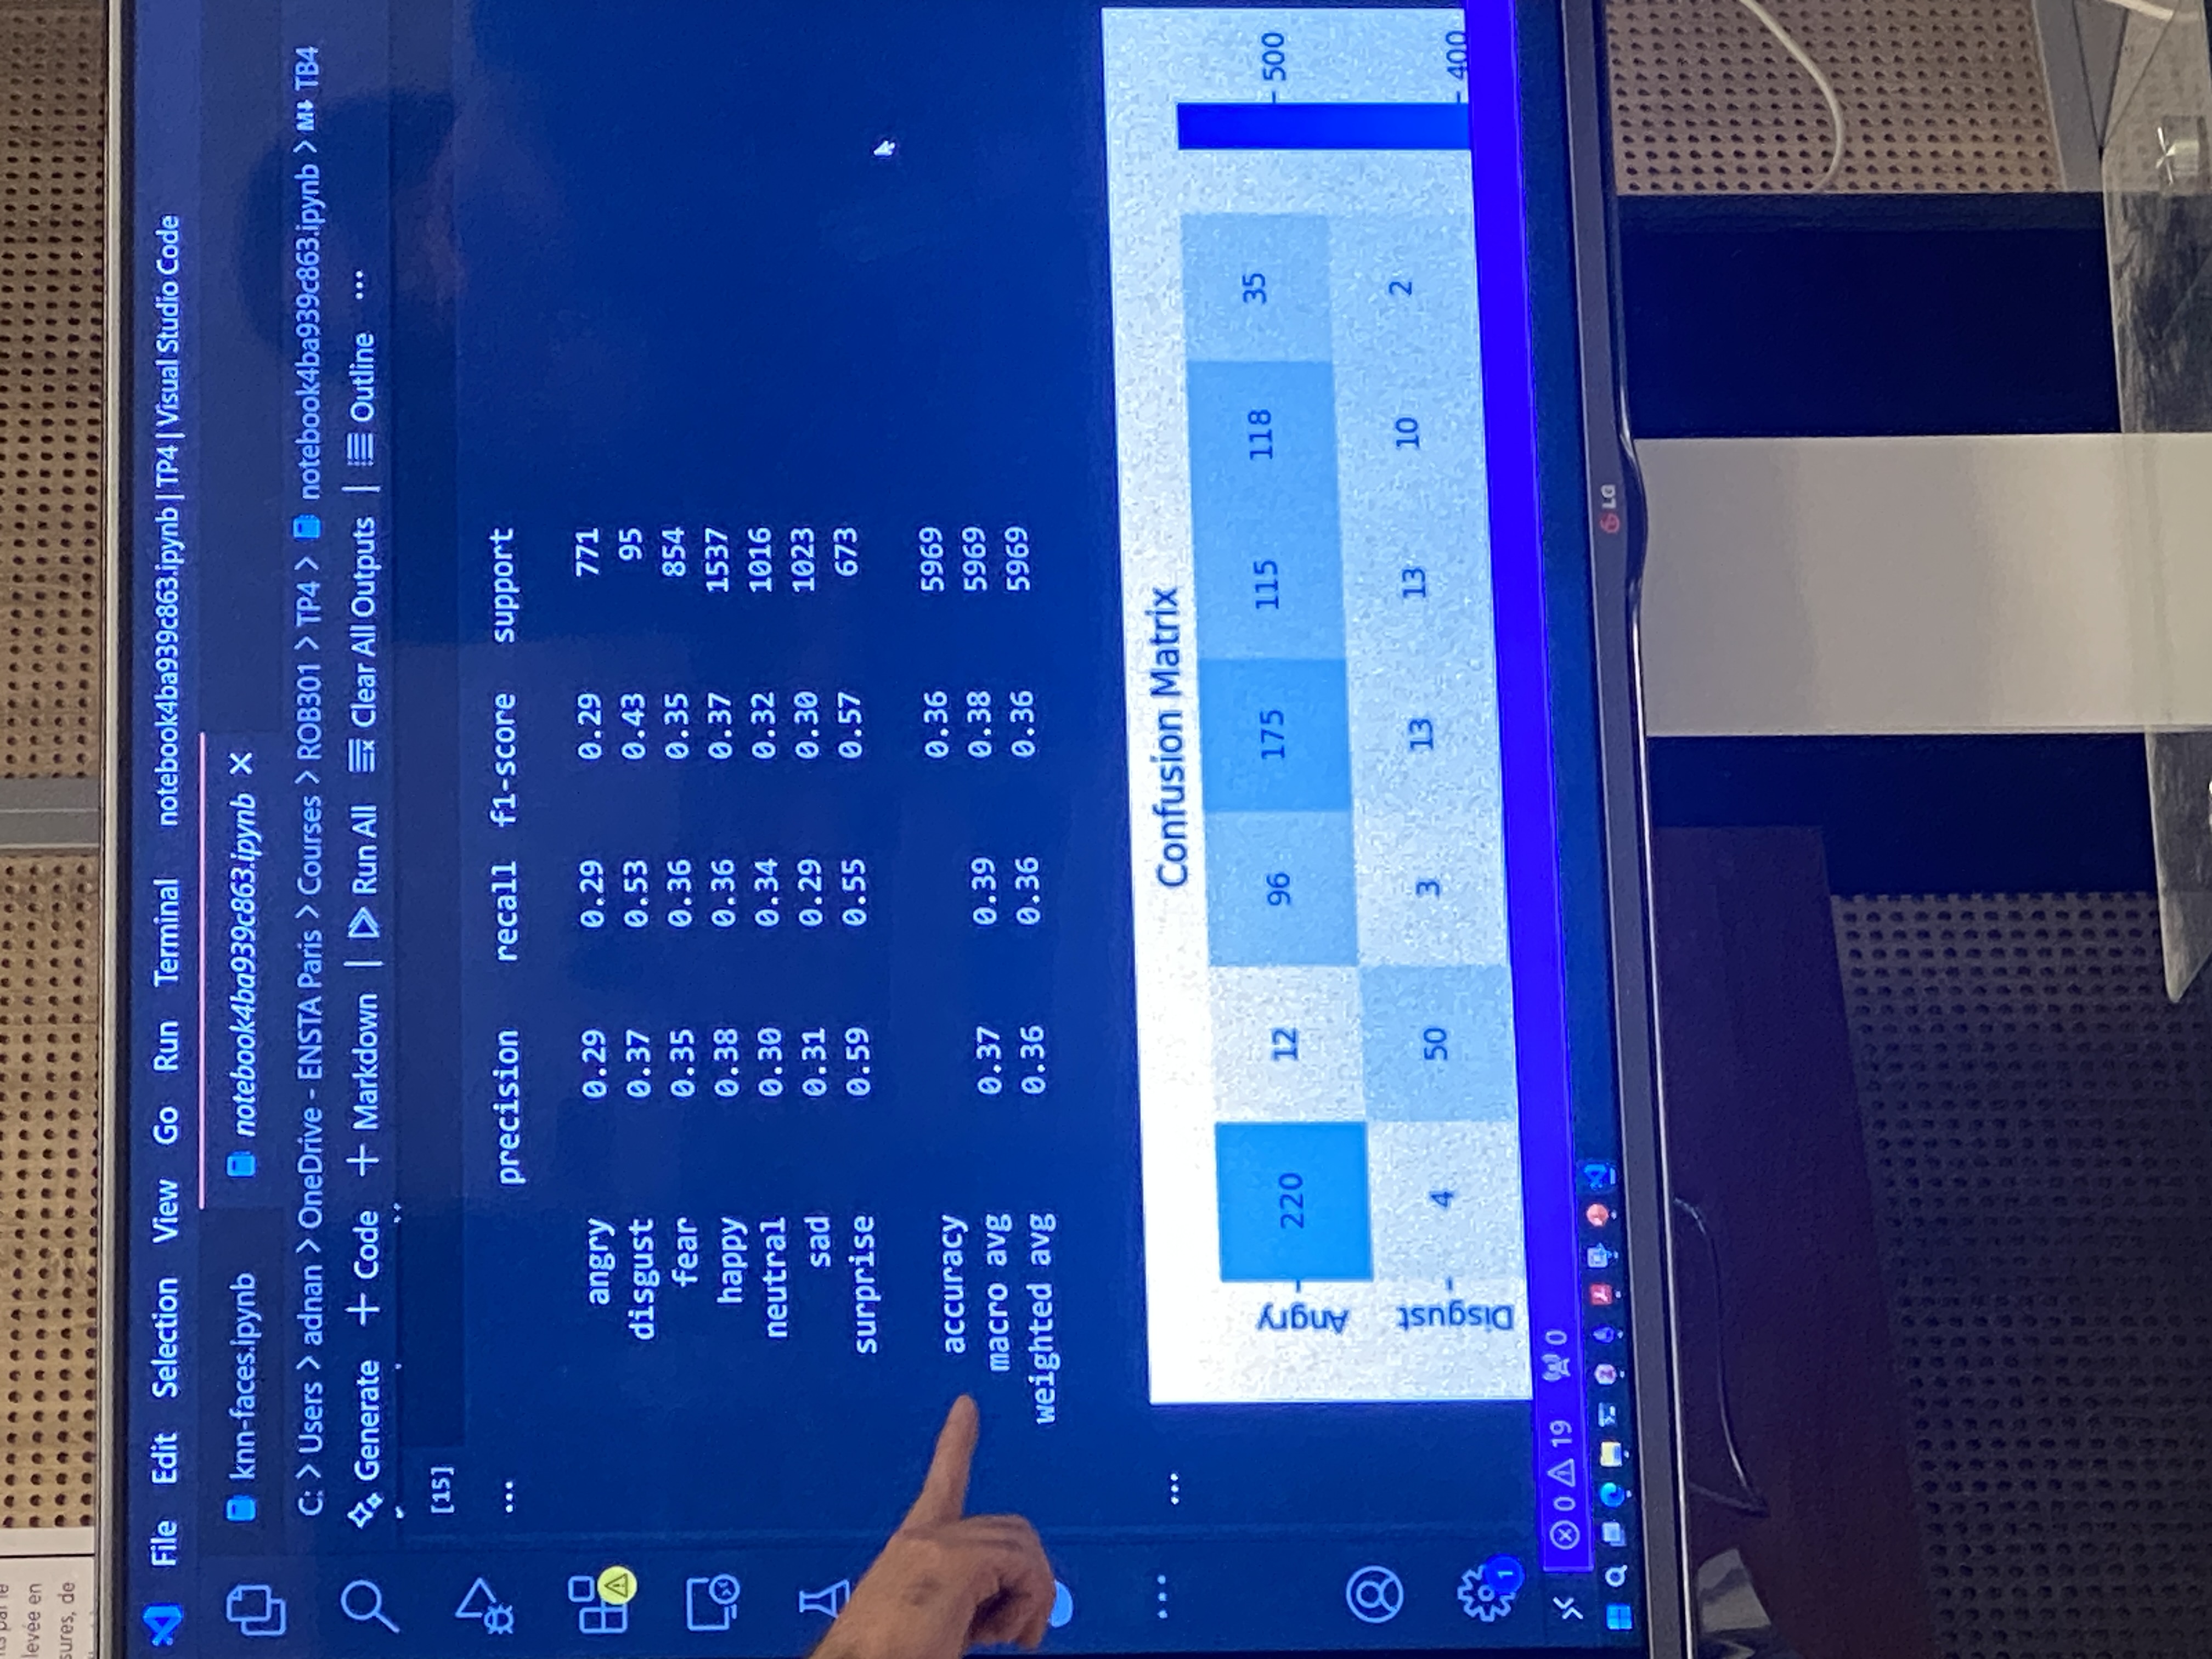 levée en
sures, de
File Edit Selection View Go Run Terminal notebook4ba939c863.ipynb | TP4 | Visual Studio Code
knn-faces.ipynb notebook4ba939c863.ipynb
C: > Users > adnan > OneDrive - ENSTA Paris > Courses > ROB301 > TP4 > notebook4ba939c863.ipynb > M↓ TB4
Generate + Code + Markdown | Run All Clear All Outputs | Outline ...
[15]
... precision recall f1-score support
angry 0.29 0.29 0.29 771
disgust 0.37 0.53 0.43 95
fear 0.35 0.36 0.35 854
happy 0.38 0.36 0.37 1537
neutral 0.30 0.34 0.32 1016
sad 0.31 0.29 0.30 1023
surprise 0.59 0.55 0.57 673
accuracy 0.36 5969
macro avg 0.37 0.39 0.38 5969
weighted avg 0.36 0.36 0.36 5969
... Confusion Matrix
Angry 220 12 96 175 115 118 35 500
Disgust 4 50 3 13 13 10 2 400
1
0 19 0
LG